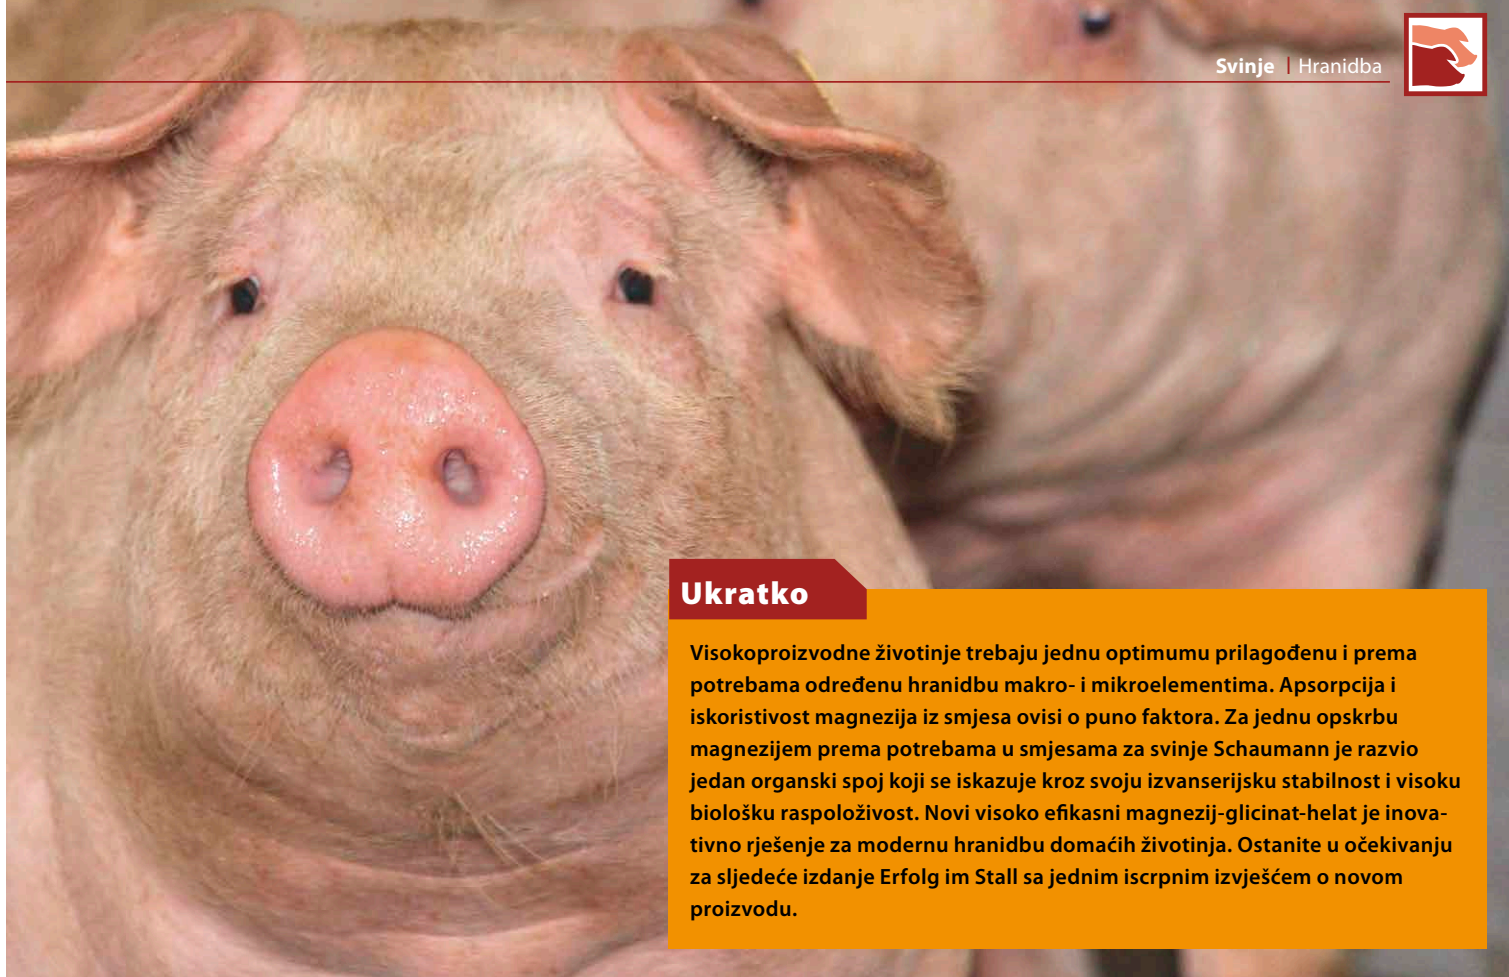 Svinje | Hranidba
Ukratko
Visokoproizvodne životinje trebaju jednu optimumu prilagođenu i prema
potrebama određenu hranidbu makro- i mikroelementima. Apsorpcija i
iskoristivost magnezija iz smjesa ovisi o puno faktora. Za jednu opskrbu
magnezijem prema potrebama u smjesama za svinje Schaumann je razvio
jedan organski spoj koji se iskazuje kroz svoju izvanserijsku stabilnost i visoku
biološku raspoloživost. Novi visoko efikasni magnezij-glicinat-helat je inova-
tivno rješenje za modernu hranidbu domaćih životinja. Ostanite u očekivanju
za sljedeće izdanje Erfolg im Stall sa jednim iscrpnim izvješćem o novom
proizvodu.